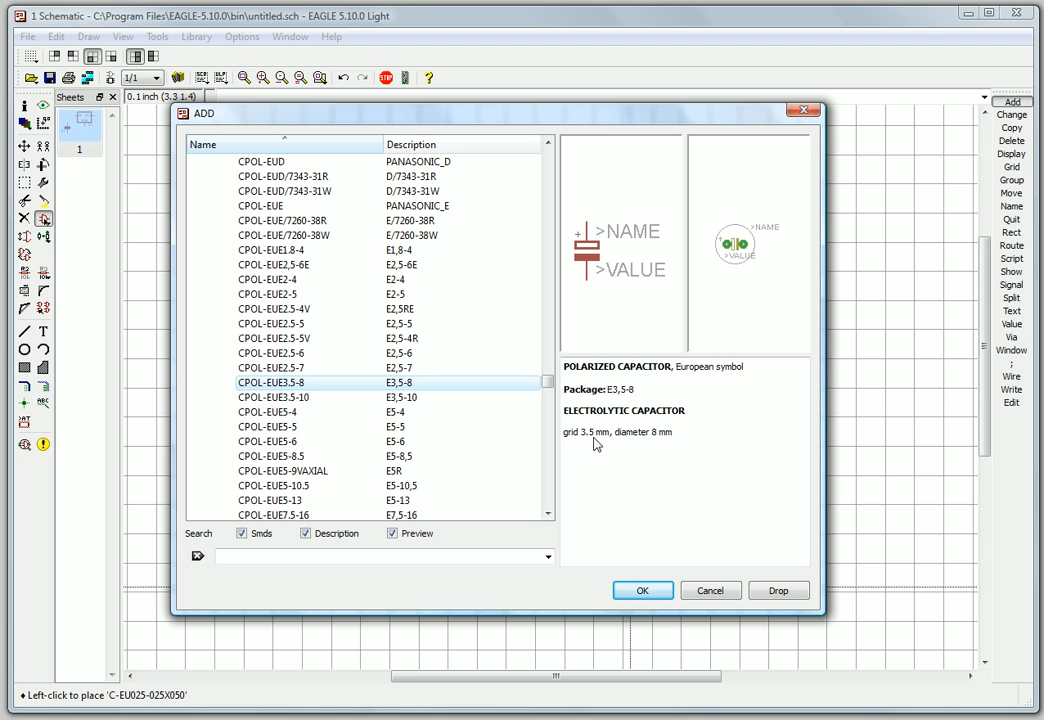 1 Schematic - C:\Program Files\EAGLE-5.10.0\bin\untitled.sch - EAGLE 5.10.0 Light
File Edit Draw View Tools Library Options Window Help
1/1
Sheets
0.1 inch (3.3 1.4)
1
ADD
Name Description
CPOL-EUD PANASONIC_D
CPOL-EUD/7343-31R D/7343-31R
CPOL-EUD/7343-31W D/7343-31W
CPOL-EUE PANASONIC_E
CPOL-EUE/7260-38R E/7260-38R
CPOL-EUE/7260-38W E/7260-38W
CPOL-EUE1.8-4 E1,8-4
CPOL-EUE2,5-6E E2,5-6E
CPOL-EUE2-4 E2-4
CPOL-EUE2-5 E2-5
CPOL-EUE2.5-4V E2,5RE
CPOL-EUE2.5-5 E2,5-5
CPOL-EUE2.5-5V E2,5-4R
CPOL-EUE2.5-6 E2,5-6
CPOL-EUE2.5-7 E2,5-7
CPOL-EUE3.5-8 E3,5-8
CPOL-EUE3.5-10 E3,5-10
CPOL-EUE5-4 E5-4
CPOL-EUE5-5 E5-5
CPOL-EUE5-6 E5-6
CPOL-EUE5-8.5 E5-8,5
CPOL-EUE5-9VAXIAL E5R
CPOL-EUE5-10.5 E5-10,5
CPOL-EUE5-13 E5-13
CPOL-EUE7.5-16 E7,5-16
Search Smds Description Preview
>NAME
>VALUE
>NAME
>VALUE
POLARIZED CAPACITOR, European symbol
Package: E3,5-8
ELECTROLYTIC CAPACITOR
grid 3.5 mm, diameter 8 mm
OK Cancel Drop
Add
Change
Copy
Delete
Display
Grid
Group
Move
Name
Quit
Rect
Route
Script
Show
Signal
Split
Text
Value
Via
Window
;
Wire
Write
Edit
Left-click to place 'C-EU025-025X050'